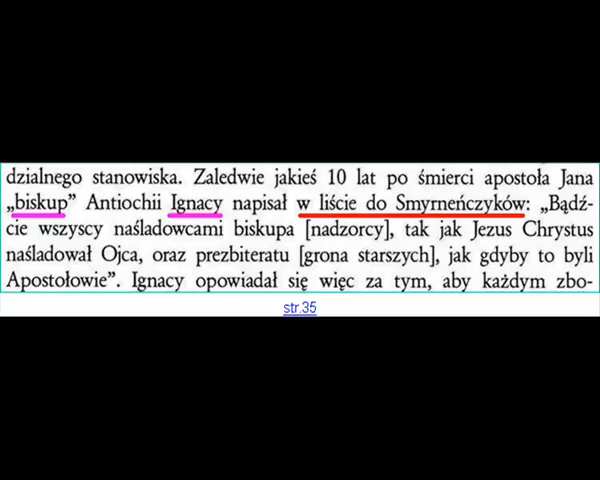 dzialnego stanowiska. Zaledwie jakieś 10 lat po śmierci apostoła Jana
„biskup” Antiochii Ignacy napisał w liście do Smyrneńczyków: „Bądź-
cie wszyscy naśladowcami biskupa [nadzorcy], tak jak Jezus Chrystus
naśladował Ojca, oraz prezbiteratu [grona starszych], jak gdyby to byli
Apostołowie”. Ignacy opowiadał się więc za tym, aby każdym zbo-
str.35